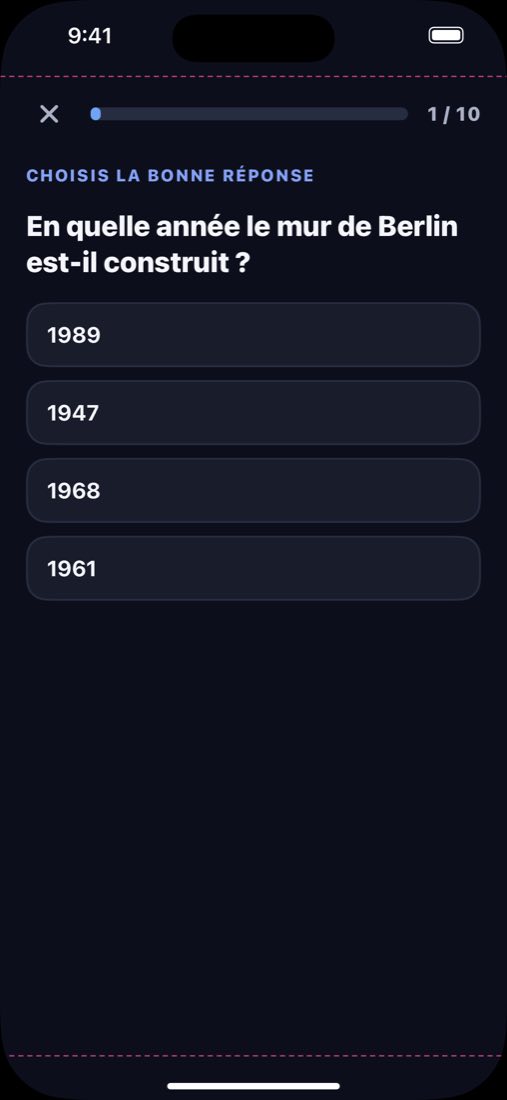 9:41
1 / 10
CHOISIS LA BONNE RÉPONSE
En quelle année le mur de Berlin
est-il construit ?
1989
1947
1968
1961